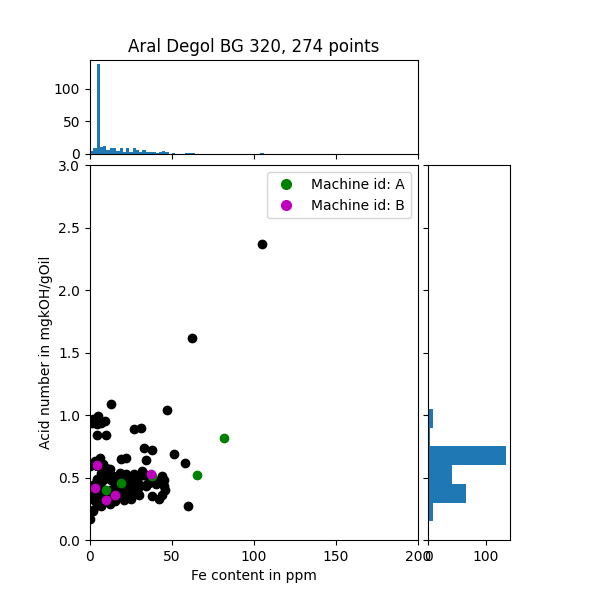 Aral Degol BG 320, 274 points
100
50
0
3.0
2.5
2.0
1.5
1.0
0.5
0.0
Acid number in mgkOH/gOil
Machine id: A
Machine id: B
0 50 100 150 200
0 100
Fe content in ppm